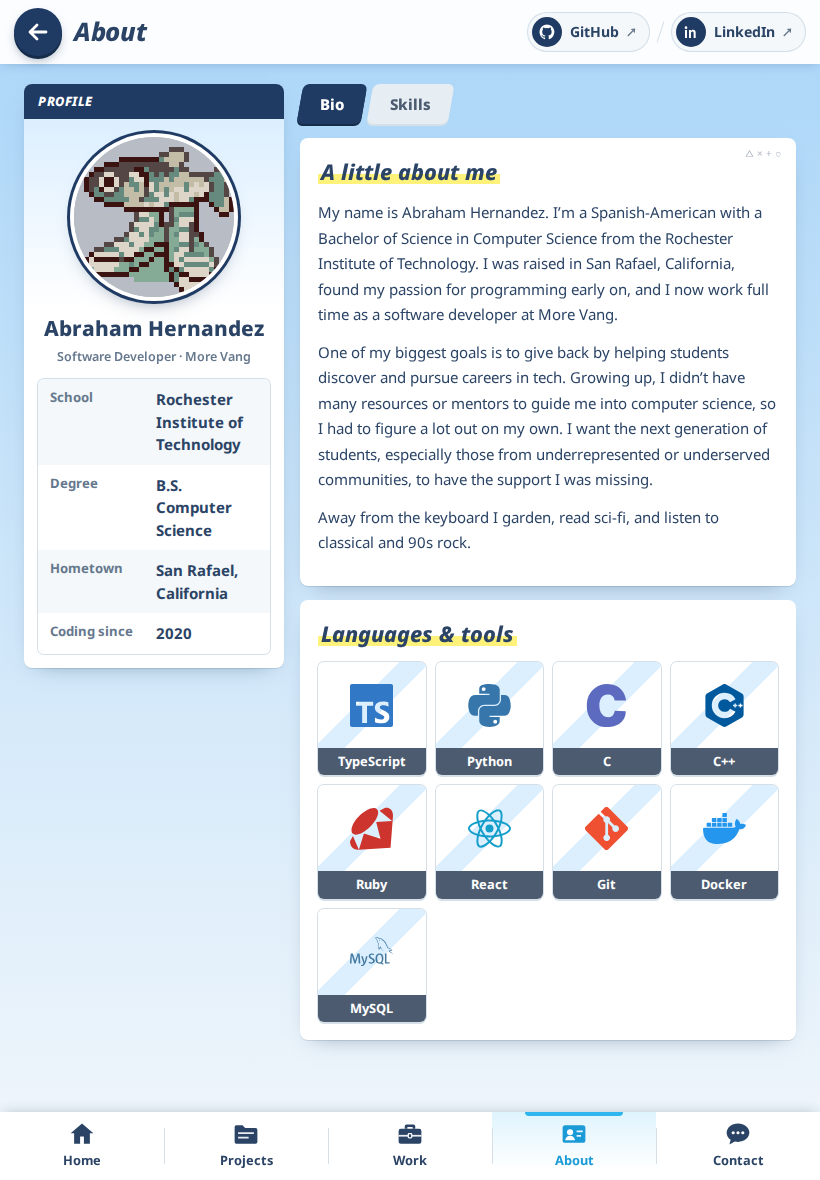 About
GitHub ↗
LinkedIn ↗
PROFILE
Abraham Hernandez
Software Developer · More Vang
School
Rochester
Institute of
Technology
Degree
B.S.
Computer
Science
Hometown
San Rafael,
California
Coding since
2020
Bio
Skills
A little about me
My name is Abraham Hernandez. I’m a Spanish-American with a
Bachelor of Science in Computer Science from the Rochester
Institute of Technology. I was raised in San Rafael, California,
found my passion for programming early on, and I now work full
time as a software developer at More Vang.
One of my biggest goals is to give back by helping students
discover and pursue careers in tech. Growing up, I didn’t have
many resources or mentors to guide me into computer science, so
I had to figure a lot out on my own. I want the next generation of
students, especially those from underrepresented or underserved
communities, to have the support I was missing.
Away from the keyboard I garden, read sci-fi, and listen to
classical and 90s rock.
Languages & tools
TS
TypeScript
Python
C
C
C++
C++
Ruby
React
Git
Docker
MySQL
MySQL
Home
Projects
Work
About
Contact